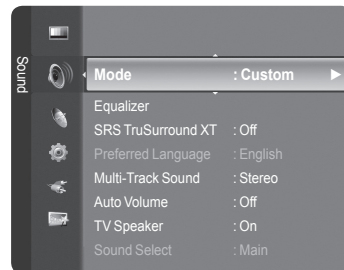 Sound
Mode : Custom
Equalizer
SRS TruSurround XT : Off
Preferred Language : English
Multi-Track Sound : Stereo
Auto Volume : Off
TV Speaker : On
Sound Select : Main